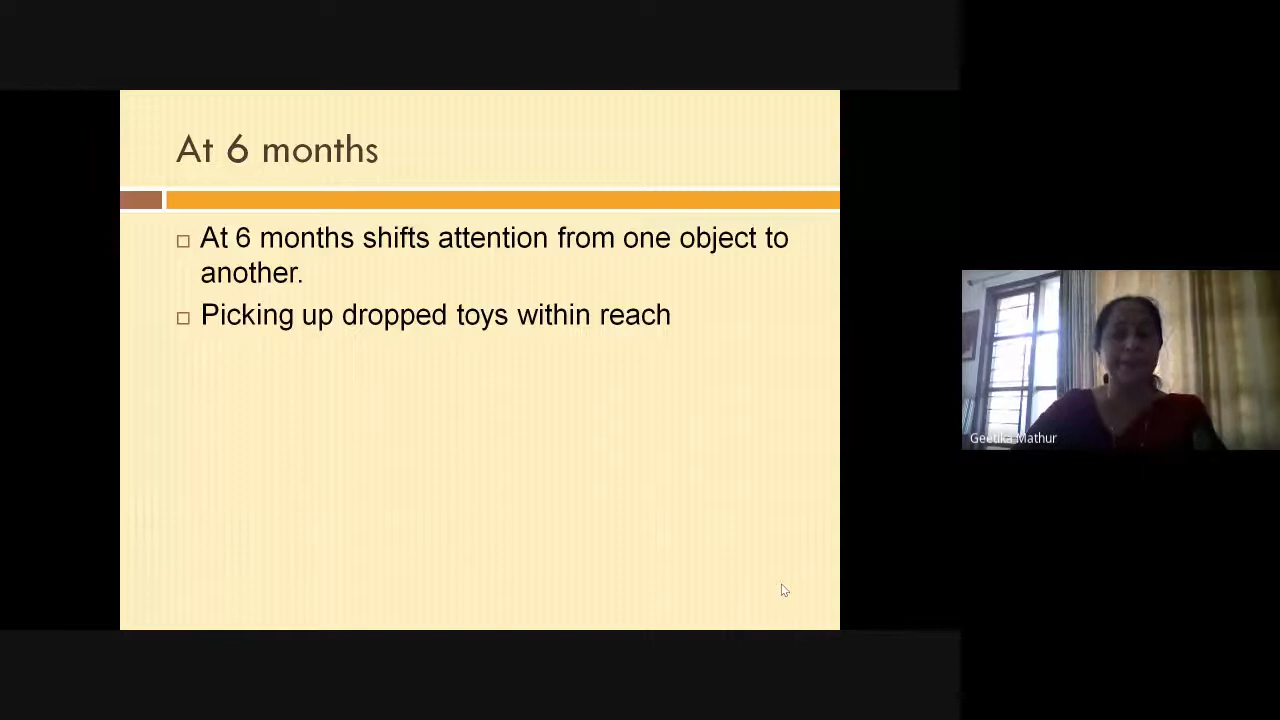 At 6 months
At 6 months shifts attention from one object to
another.
Picking up dropped toys within reach
Geetika Mathur